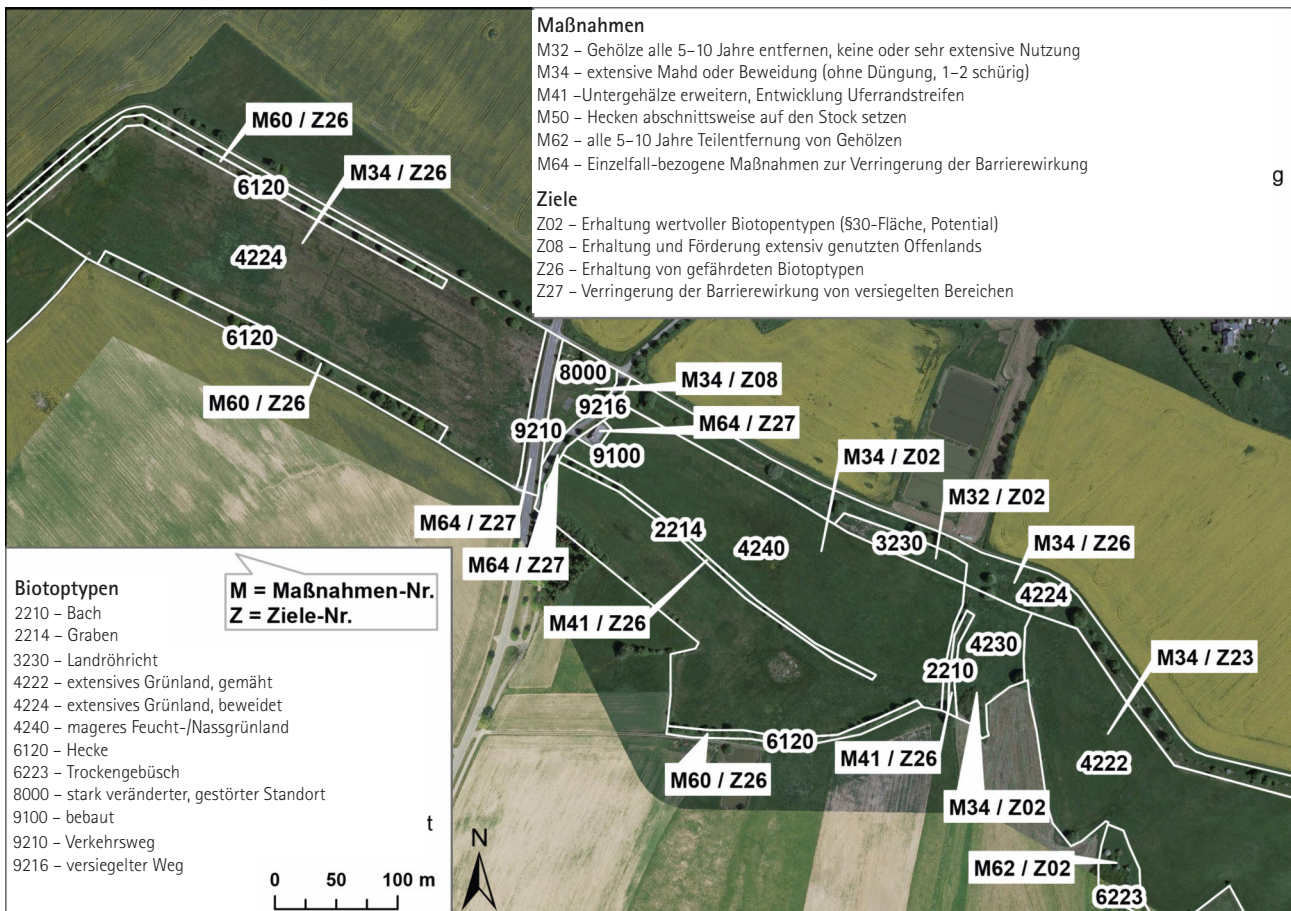 Maßnahmen
M32 – Gehölze alle 5–10 Jahre entfernen, keine oder sehr extensive Nutzung
M34 – extensive Mahd oder Beweidung (ohne Düngung, 1–2 schürig)
M41 –Untergehälze erweitern, Entwicklung Uferrandstreifen
M50 – Hecken abschnittsweise auf den Stock setzen
M62 – alle 5–10 Jahre Teilentfernung von Gehölzen
M64 – Einzelfall-bezogene Maßnahmen zur Verringerung der Barrierewirkung
g
Ziele
Z02 – Erhaltung wertvoller Biotopentypen (§30-Fläche, Potential)
Z08 – Erhaltung und Förderung extensiv genutzten Offenlands
Z26 – Erhaltung von gefährdeten Biotoptypen
Z27 – Verringerung der Barrierewirkung von versiegelten Bereichen
M60 / Z26
6120
M34 / Z26
4224
6120
M60 / Z26
8000
M34 / Z08
9216
9210
M64 / Z27
9100
M34 / Z02
M32 / Z02
M64 / Z27
2214
4240
3230
M34 / Z26
M64 / Z27
4224
M41 / Z26
4230
2210
M34 / Z23
6120
M41 / Z26
4222
M60 / Z26
M34 / Z02
M62 / Z02
6223
M = Maßnahmen-Nr.
Z = Ziele-Nr.
Biotoptypen
2210 – Bach
2214 – Graben
3230 – Landröhricht
4222 – extensives Grünland, gemäht
4224 – extensives Grünland, beweidet
4240 – mageres Feucht-/Nassgrünland
6120 – Hecke
6223 – Trockengebüsch
8000 – stark veränderter, gestörter Standort
9100 – bebaut
t
9210 – Verkehrsweg
9216 – versiegelter Weg
0 50 100 m
N